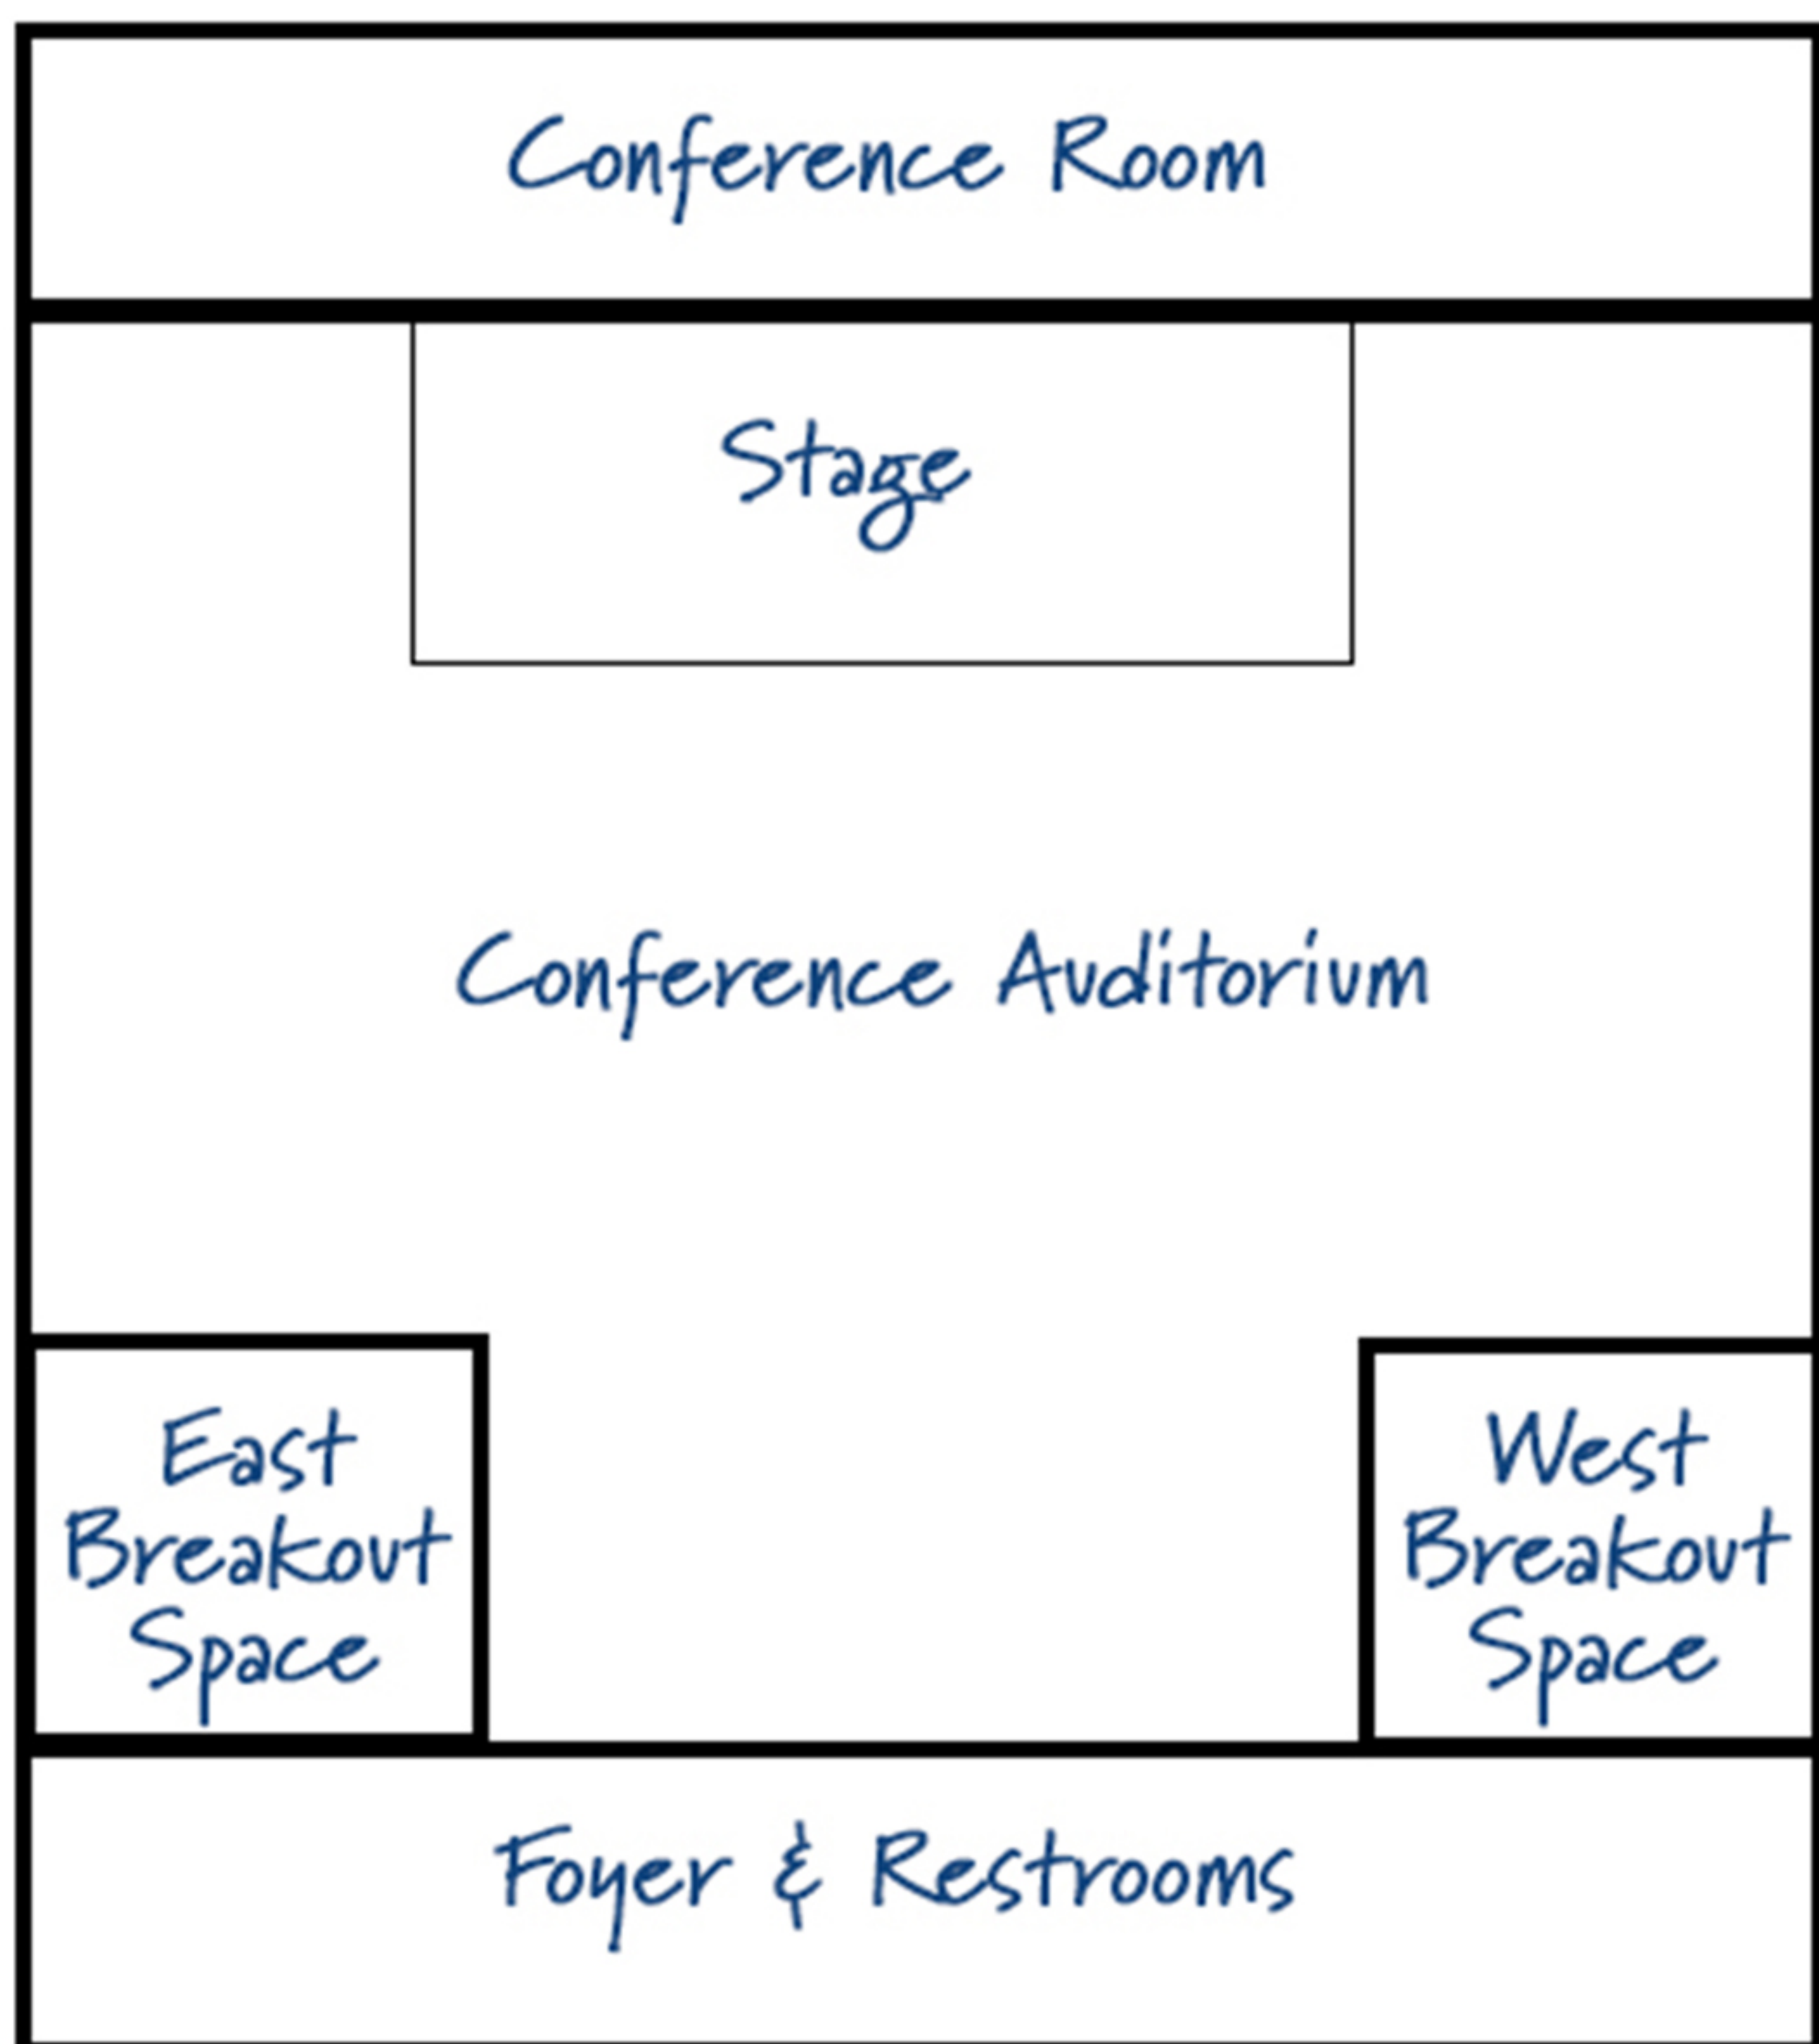 Conference Room
Stage
Conference Auditorium
East
Breakout
Space
West
Breakout
Space
Foyer & Restrooms